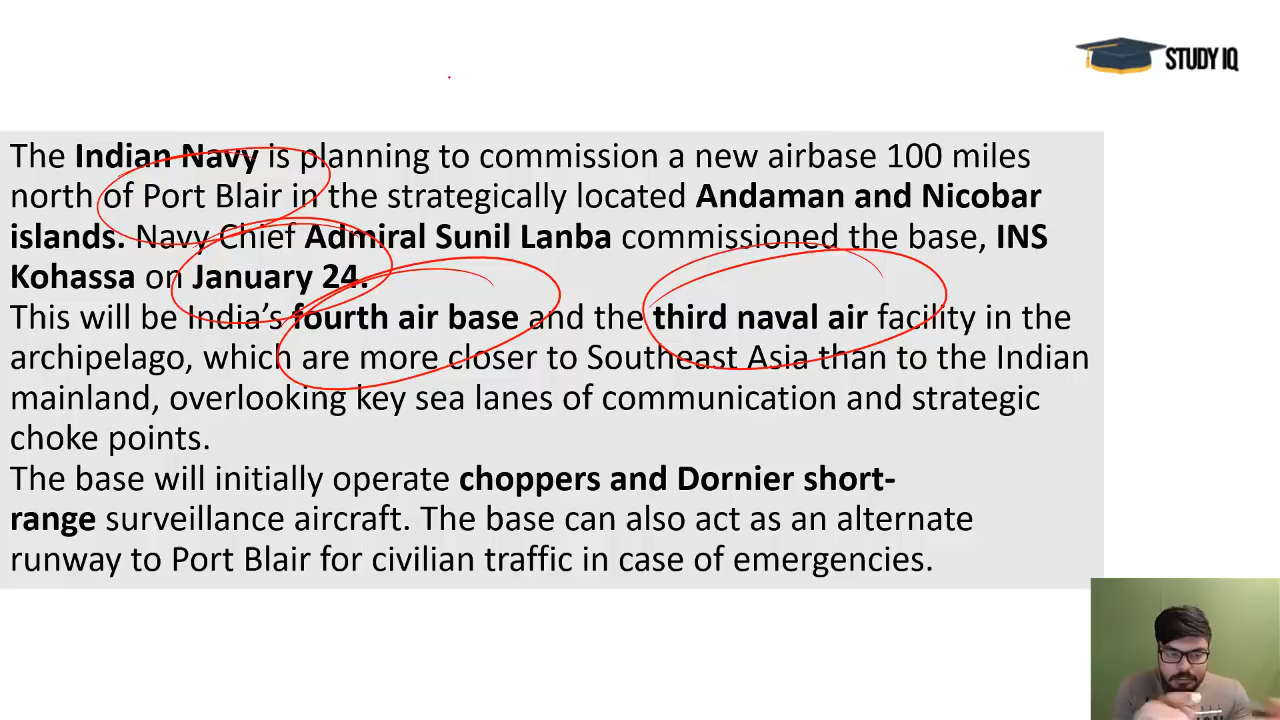 STUDY IQ
The Indian Navy is planning to commission a new airbase 100 miles
north of Port Blair in the strategically located Andaman and Nicobar
islands. Navy Chief Admiral Sunil Lanba commissioned the base, INS
Kohassa on January 24.
This will be India’s fourth air base and the third naval air facility in the
archipelago, which are more closer to Southeast Asia than to the Indian
mainland, overlooking key sea lanes of communication and strategic
choke points.
The base will initially operate choppers and Dornier short-
range surveillance aircraft. The base can also act as an alternate
runway to Port Blair for civilian traffic in case of emergencies.